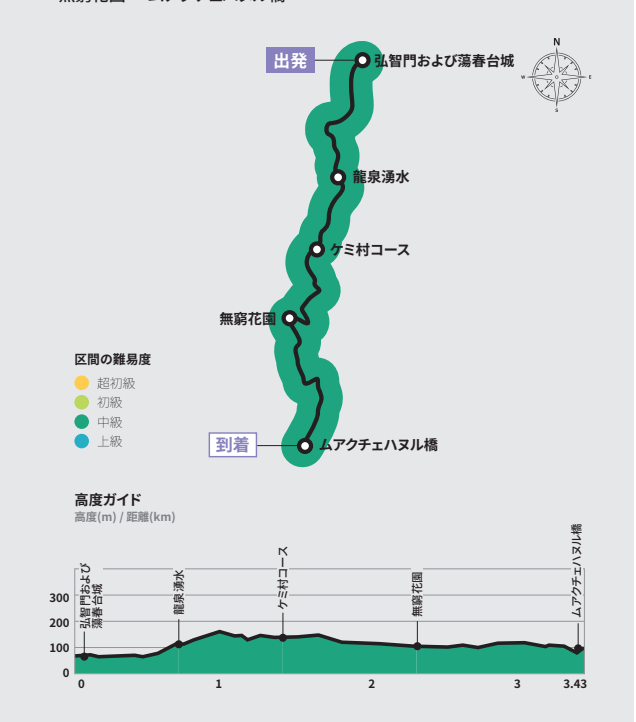 出発
弘智門および蕩春台城
N
W
E
S
龍泉湧水
ケミ村コース
無窮花園
区間の難易度
超初級
初級
中級
上級
到着
ムアクチェハヌル橋
高度ガイド
高度(m) / 距離(km)
弘智門および
蕩春台城
龍泉湧水
ケミ村コース
無窮花園
ムアクチェハヌル橋
300
200
100
0
0
1
2
3
3.43